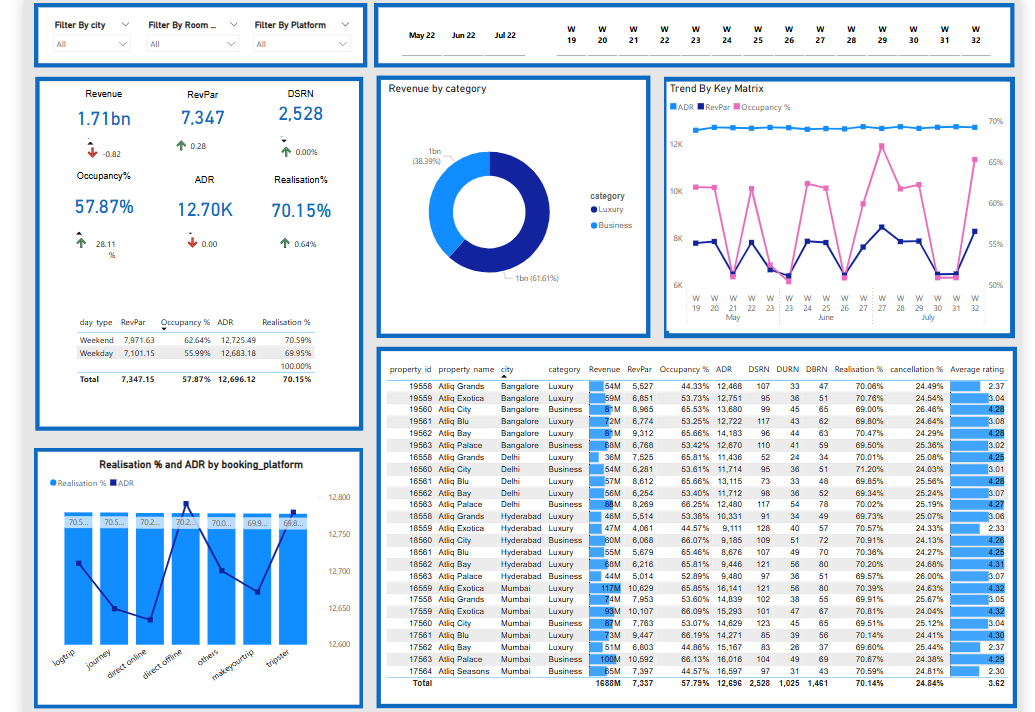 Filter By city Filter By Room ... Filter By Platform
All All All
May 22 Jun 22 Jul 22
W 19 W 20 W 21 W 22 W 23 W 24 W 25 W 26 W 27 W 28 W 29 W 30 W 31 W 32
Revenue RevPar DSRN
1.71bn 7,347 2,528
-0.82 0.28 0.00%
Occupancy% ADR Realisation%
57.87% 12.70K 70.15%
28.11 % 0.00 0.64%
day_type RevPar Occupancy % ADR Realisation %
Weekend 7,971.63 62.64% 12,725.49 70.59%
Weekday 7,101.15 55.99% 12,683.18 69.95%
100.00%
Total 7,347.15 57.87% 12,696.12 70.15%
Revenue by category
1bn
(38.39%)
1bn (61.61%)
category
Luxury
Business
Trend By Key Matrix
ADR RevPar Occupancy %
12K 10K 8K 6K
70% 65% 60% 55% 50%
W 19 W 20 W 21 W 22 W 23 W 23 W 24 W 25 W 26 W 27 W 27 W 28 W 29 W 30 W 31 W 32
May June July
Realisation % and ADR by booking_platform
Realisation % ADR
70.5... 70.5... 70.2... 70.2... 70.0... 69.9... 69.8...
12,800
12,750
12,700
12,650
12,600
logtrip journey direct online direct offline others makeyourtrip tripster
property_id property_name city category Revenue RevPar Occupancy % ADR DSRN DURN DBRN Realisation % cancellation % Average rating
19558 Atliq Grands Bangalore Luxury 54M 5,527 44.33% 12,468 107 33 47 70.06% 24.49% 2.37
19559 Atliq Exotica Bangalore Luxury 59M 6,851 53.73% 12,751 95 36 51 70.76% 24.54% 3.04
19560 Atliq City Bangalore Business 81M 8,965 65.53% 13,680 99 45 65 69.00% 26.46% 4.28
19561 Atliq Blu Bangalore Luxury 72M 6,774 53.25% 12,722 117 43 62 69.80% 24.64% 3.08
19562 Atliq Bay Bangalore Luxury 81M 9,312 65.66% 14,183 96 44 63 70.47% 24.29% 4.28
19563 Atliq Palace Bangalore Business 68M 6,768 53.42% 12,670 110 41 59 69.50% 25.36% 3.02
16558 Atliq Grands Delhi Luxury 36M 7,525 65.81% 11,436 52 24 34 70.01% 25.08% 4.25
16560 Atliq City Delhi Business 54M 6,281 53.61% 11,714 95 36 51 71.20% 24.03% 3.01
16561 Atliq Blu Delhi Luxury 57M 8,612 65.66% 13,115 73 33 48 69.85% 25.56% 4.28
16562 Atliq Bay Delhi Luxury 56M 6,254 53.40% 11,712 98 36 52 69.34% 25.24% 3.07
16563 Atliq Palace Delhi Business 88M 8,269 66.25% 12,480 117 54 78 70.02% 25.19% 4.27
18558 Atliq Grands Hyderabad Luxury 46M 5,514 53.38% 10,331 91 34 49 69.73% 25.07% 3.06
18559 Atliq Exotica Hyderabad Luxury 47M 4,061 44.57% 9,111 128 40 57 70.57% 24.33% 2.33
18560 Atliq City Hyderabad Business 60M 6,068 66.07% 9,185 109 51 72 70.91% 24.13% 4.26
18561 Atliq Blu Hyderabad Luxury 55M 5,679 65.46% 8,676 107 49 70 70.36% 24.27% 4.25
18562 Atliq Bay Hyderabad Luxury 68M 6,216 65.81% 9,446 121 56 80 70.20% 24.68% 4.31
18563 Atliq Palace Hyderabad Business 44M 5,014 52.89% 9,480 97 36 51 69.57% 26.00% 3.07
16559 Atliq Exotica Mumbai Luxury 117M 10,629 65.85% 16,141 121 56 80 70.39% 24.63% 4.32
17558 Atliq Grands Mumbai Luxury 74M 7,954 53.60% 14,839 102 38 55 69.91% 25.67% 3.05
17559 Atliq Exotica Mumbai Luxury 93M 10,107 66.09% 15,293 101 47 67 70.81% 24.04% 4.32
17560 Atliq City Mumbai Business 87M 7,763 53.07% 14,629 123 45 65 69.51% 25.12% 3.04
17561 Atliq Blu Mumbai Luxury 73M 9,447 66.19% 14,271 85 39 56 70.14% 24.41% 4.30
17562 Atliq Bay Mumbai Luxury 51M 6,803 44.86% 15,167 83 26 37 69.60% 25.44% 2.37
17563 Atliq Palace Mumbai Business 100M 10,592 66.13% 16,016 104 49 69 70.67% 24.38% 4.29
17564 Atliq Seasons Mumbai Business 65M 7,397 44.57% 16,597 97 31 43 70.59% 24.81% 2.30
Total 1688M 7,337 57.79% 12,696 2,528 1,025 1,461 70.14% 24.84% 3.62